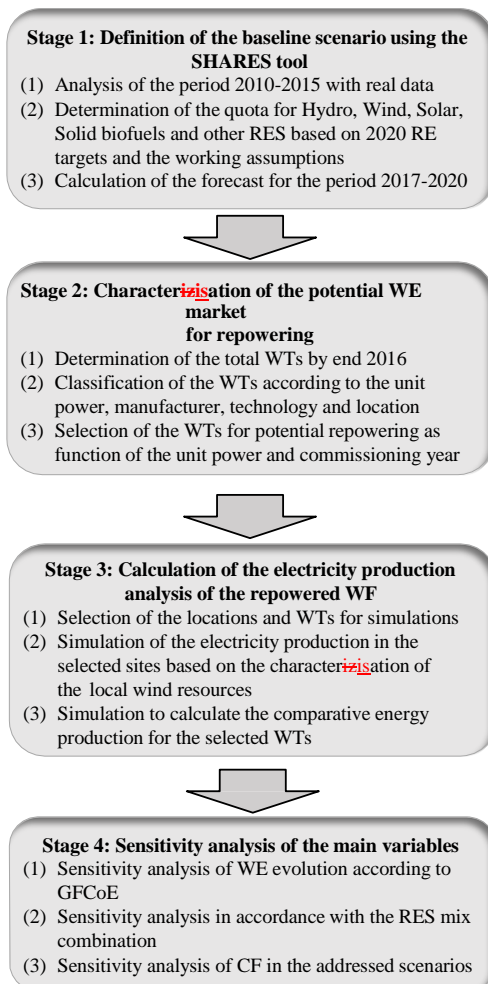 Stage 1: Definition of the baseline scenario using the
SHARES tool
(1) Analysis of the period 2010-2015 with real data
(2) Determination of the quota for Hydro, Wind, Solar,
Solid biofuels and other RES based on 2020 RE
targets and the working assumptions
(3) Calculation of the forecast for the period 2017-2020
Stage 2: Characterizisation of the potential WE
market
for repowering
(1) Determination of the total WTs by end 2016
(2) Classification of the WTs according to the unit
power, manufacturer, technology and location
(3) Selection of the WTs for potential repowering as
function of the unit power and commissioning year
Stage 3: Calculation of the electricity production
analysis of the repowered WF
(1) Selection of the locations and WTs for simulations
(2) Simulation of the electricity production in the
selected sites based on the characterizisation of
the local wind resources
(3) Simulation to calculate the comparative energy
production for the selected WTs
Stage 4: Sensitivity analysis of the main variables
(1) Sensitivity analysis of WE evolution according to
GFCoE
(2) Sensitivity analysis in accordance with the RES mix
combination
(3) Sensitivity analysis of CF in the addressed scenarios